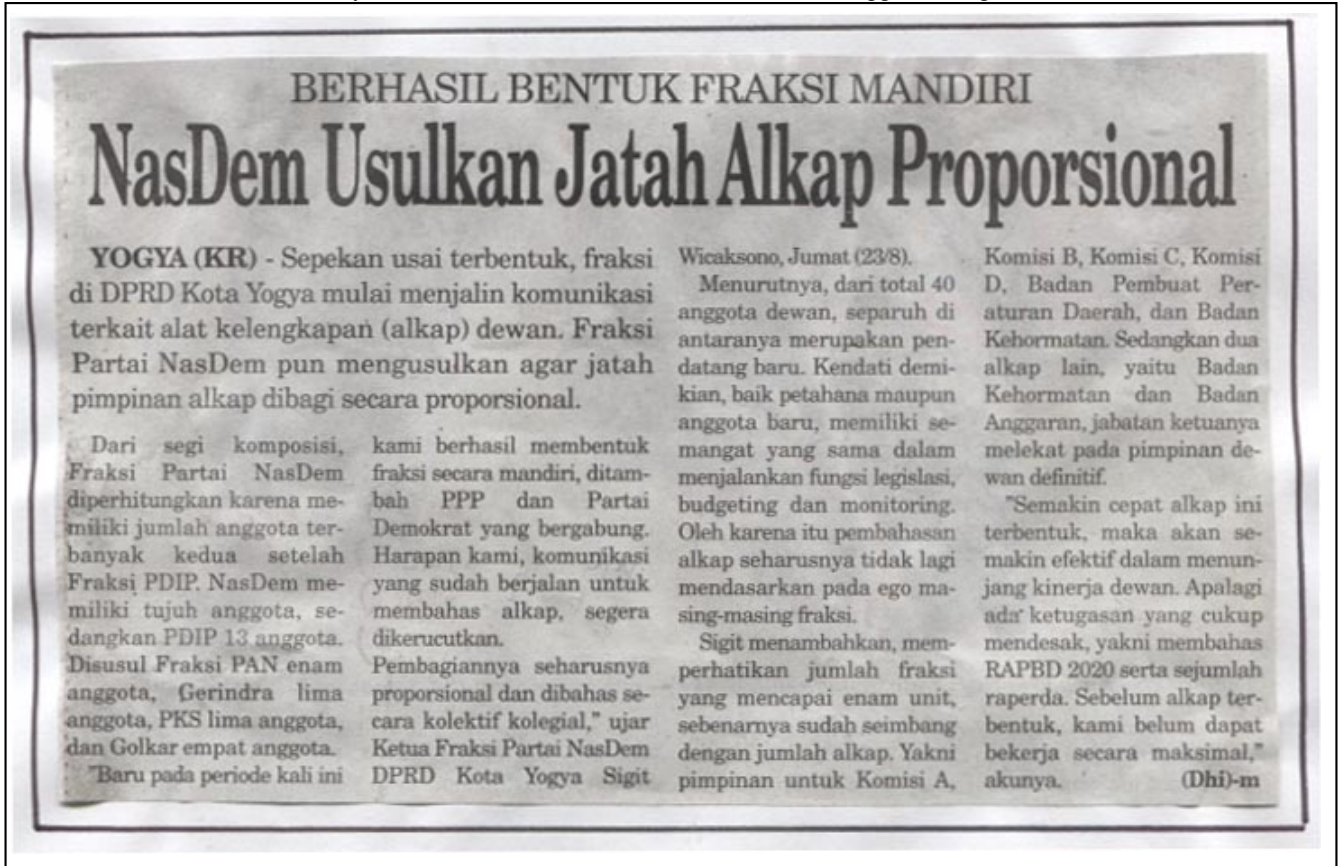 BERHASIL BENTUK FRAKSI MANDIRI
NasDem Usulkan Jatah Alkap Proporsional
YOGYA (KR) - Sepekan usai terbentuk, fraksi
di DPRD Kota Yogya mulai menjalin komunikasi
terkait alat kelengkapan (alkap) dewan. Fraksi
Partai NasDem pun mengusulkan agar jatah
pimpinan alkap dibagi secara proporsional.
Dari segi komposisi,
Fraksi Partai NasDem
diperhitungkan karena me-
miliki jumlah anggota ter-
banyak kedua setelah
Fraksi PDIP. NasDem me-
miliki tujuh anggota, se-
dangkan PDIP 13 anggota.
Disusul Fraksi PAN enam
anggota, Gerindra lima
anggota, PKS lima anggota,
dan Golkar empat anggota.
"Baru pada periode kali ini
kami berhasil membentuk
fraksi secara mandiri, ditam-
bah PPP dan Partai
Demokrat yang bergabung.
Harapan kami, komunikasi
yang sudah berjalan untuk
membahas alkap, segera
dikerucutkan.
Pembagiannya seharusnya
proporsional dan dibahas se-
cara kolektif kolegial," ujar
Ketua Fraksi Partai NasDem
DPRD Kota Yogya Sigit
Wicaksono, Jumat (23/8).
Menurutnya, dari total 40
anggota dewan, separuh di
antaranya merupakan pen-
datang baru. Kendati demi-
kian, baik petahana maupun
anggota baru, memiliki se-
mangat yang sama dalam
menjalankan fungsi legislasi,
budgeting dan monitoring.
Oleh karena itu pembahasan
alkap seharusnya tidak lagi
mendasarkan pada ego ma-
sing-masing fraksi.
Sigit menambahkan, mem-
perhatikan jumlah fraksi
yang mencapai enam unit,
sebenarnya sudah seimbang
dengan jumlah alkap. Yakni
pimpinan untuk Komisi A,
Komisi B, Komisi C, Komisi
D, Badan Pembuat Per-
aturan Daerah, dan Badan
Kehormatan. Sedangkan dua
alkap lain, yaitu Badan
Kehormatan dan Badan
Anggaran, jabatan ketuanya
melekat pada pimpinan de-
wan definitif.
"Semakin cepat alkap ini
terbentuk, maka akan se-
makin efektif dalam menun-
jang kinerja dewan. Apalagi
ada ketugasan yang cukup
mendesak, yakni membahas
RAPBD 2020 serta sejumlah
raperda. Sebelum alkap ter-
bentuk, kami belum dapat
bekerja secara maksimal,"
akunya. (Dhi)-m